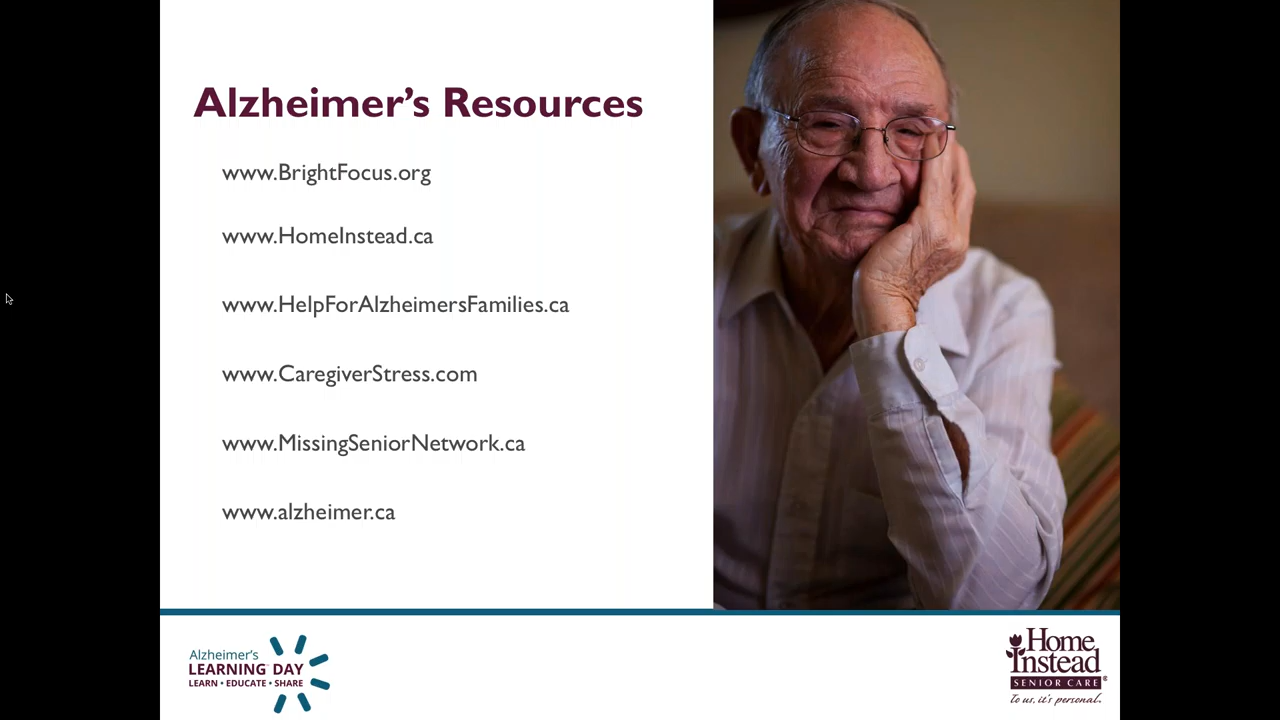 Alzheimer’s Resources
www.BrightFocus.org
www.HomeInstead.ca
www.HelpForAlzheimersFamilies.ca
www.CaregiverStress.com
www.MissingSeniorNetwork.ca
www.alzheimer.ca
Alzheimer's
LEARNING DAY
LEARN • EDUCATE • SHARE
Home
Instead
SENIOR CARE®
To us, it's personal.